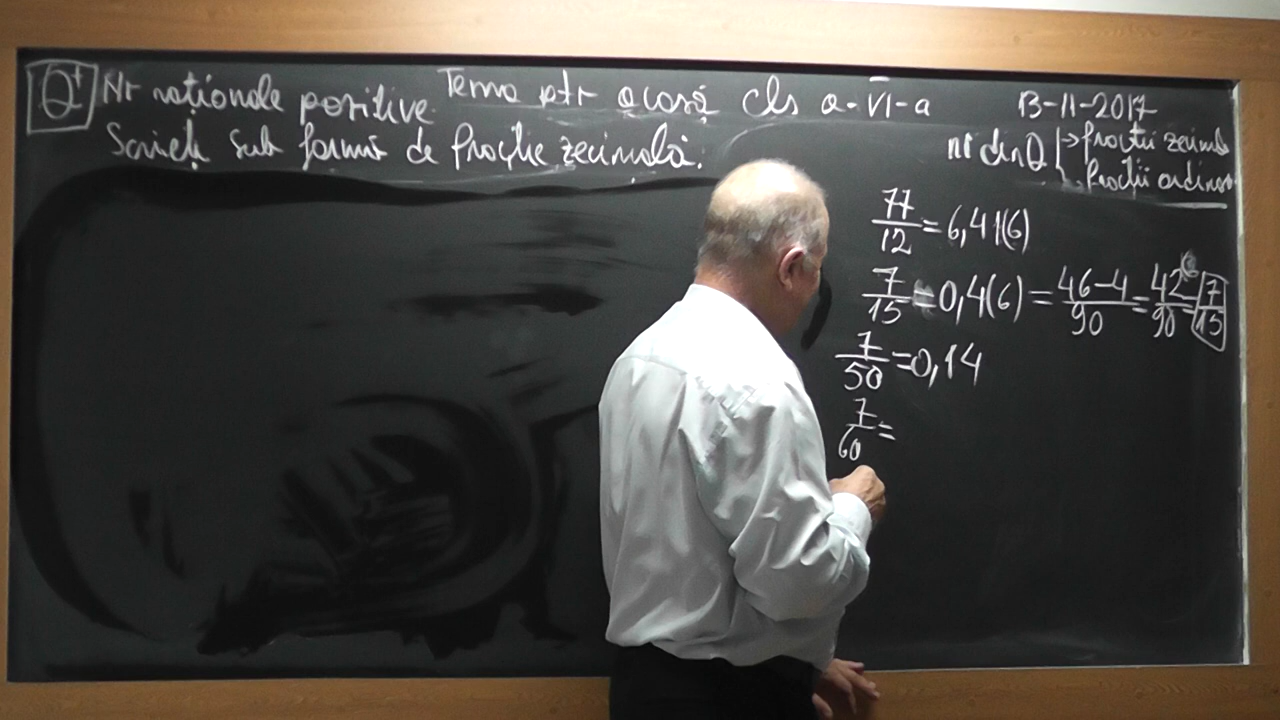 Q⁺ Nr raționale pozitive. Tema ptr acasă cls a-VI-a 13-11-2017
Scrieți sub formă de fracție zecimală:
nr din Q → fracții zecimale
→ fracții ordinare
77/12 = 6,41(6)
7/15 = 0,4(6) = 46-4/90 = 42/90 = 7/15
7/50 = 0,14
7/60 =